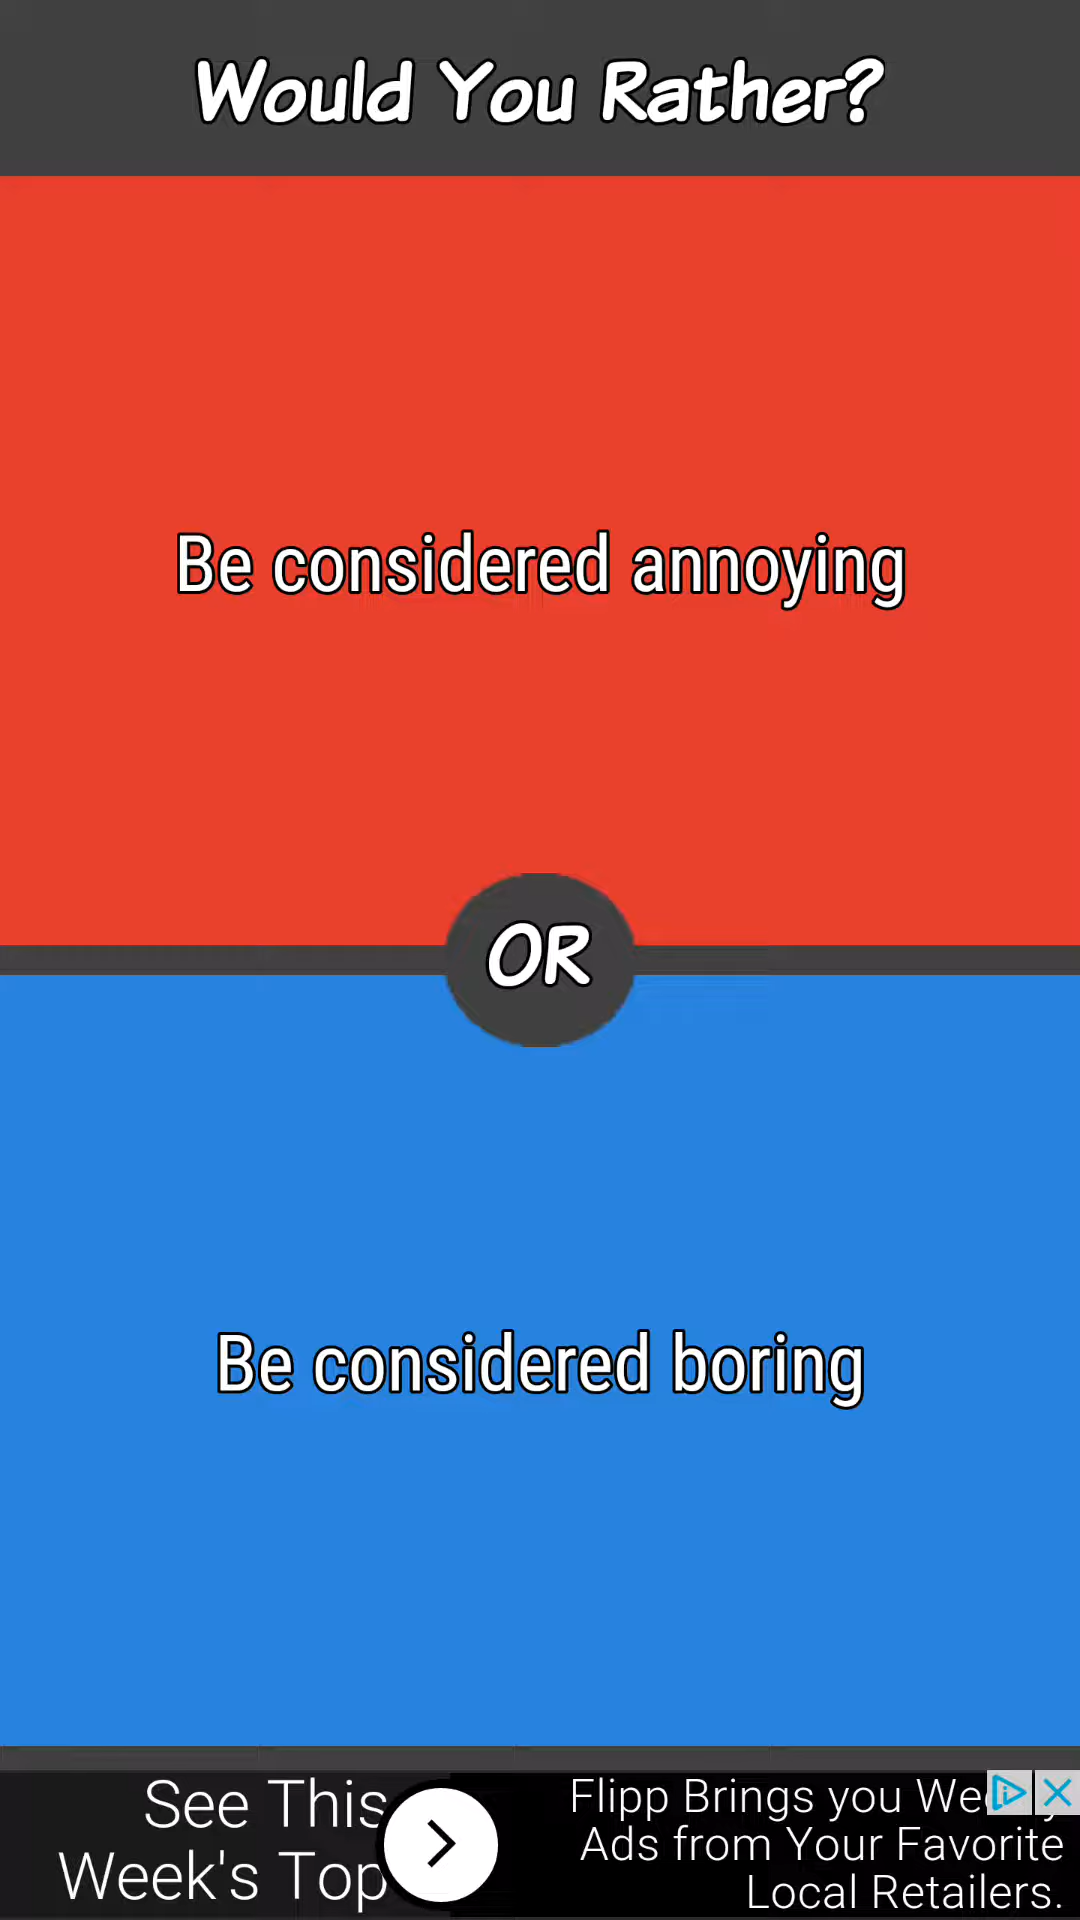 Would You Rather?
Be considered annoying
OR
Be considered boring
See This
Week's Top
Flipp Brings you
Ads from Your Favorite
Local Retailers.